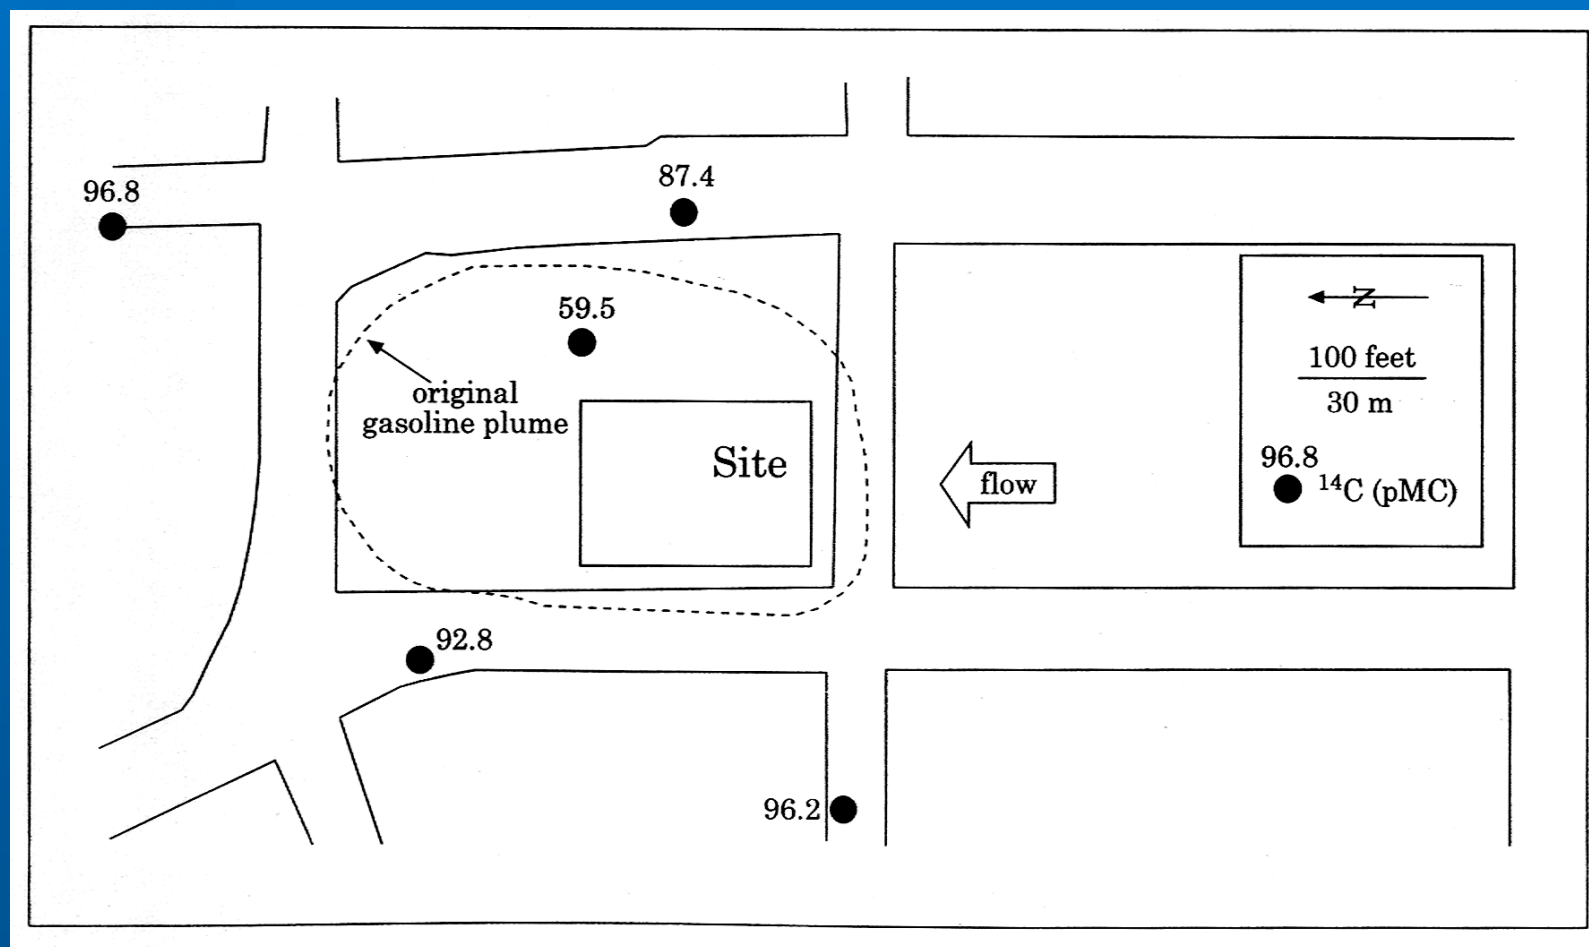 96.8
87.4
59.5
original
gasoline plume
Site
flow
N
100 feet
30 m
96.8
¹⁴C (pMC)
92.8
96.2